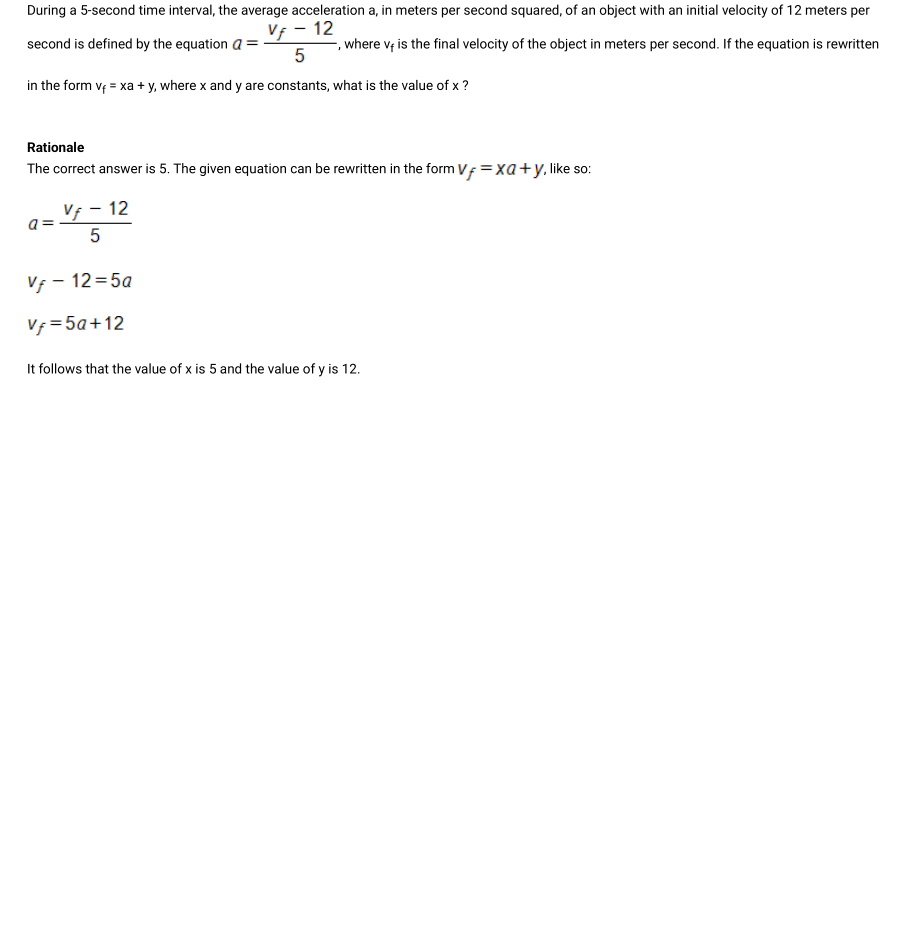 During a 5-second time interval, the average acceleration a, in meters per second squared, of an object with an initial velocity of 12 meters per
second is defined by the equation a = (v_f − 12)/5, where v_f is the final velocity of the object in meters per second. If the equation is rewritten
in the form v_f = xa + y, where x and y are constants, what is the value of x ?
Rationale
The correct answer is 5. The given equation can be rewritten in the form v_f = xa + y, like so:
a = (v_f − 12)/5
v_f − 12 = 5a
v_f = 5a + 12
It follows that the value of x is 5 and the value of y is 12.